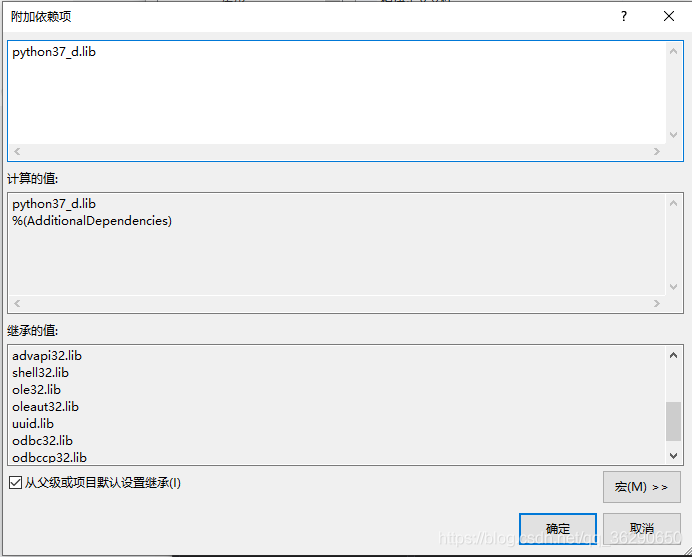 附加依赖项
python37_d.lib
计算的值:
python37_d.lib
%(AdditionalDependencies)
继承的值:
advapi32.lib
shell32.lib
ole32.lib
oleaut32.lib
uuid.lib
odbc32.lib
odbccp32.lib
从父级或项目默认设置继承(I)
宏(M) >>
确定
取消
https://blog.csdn.net/qq_36290650